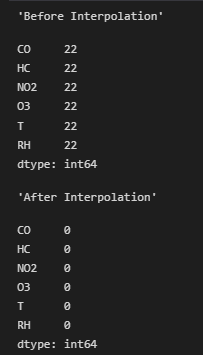 'Before Interpolation'
CO 22
HC 22
NO2 22
O3 22
T 22
RH 22
dtype: int64
'After Interpolation'
CO 0
HC 0
NO2 0
O3 0
T 0
RH 0
dtype: int64